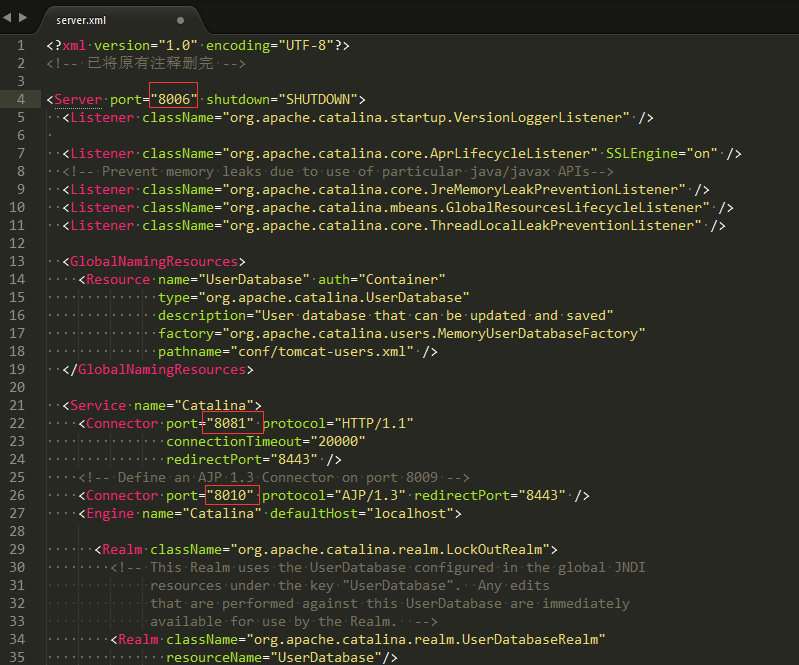 server.xml
1 <?xml version="1.0" encoding="UTF-8"?>
2 <!-- 已将原有注释删完 -->
3
4 <Server port="8006" shutdown="SHUTDOWN">
5 <Listener className="org.apache.catalina.startup.VersionLoggerListener" />
6
7 <Listener className="org.apache.catalina.core.AprLifecycleListener" SSLEngine="on" />
8 <!-- Prevent memory leaks due to use of particular java/javax APIs-->
9 <Listener className="org.apache.catalina.core.JreMemoryLeakPreventionListener" />
10 <Listener className="org.apache.catalina.mbeans.GlobalResourcesLifecycleListener" />
11 <Listener className="org.apache.catalina.core.ThreadLocalLeakPreventionListener" />
12
13 <GlobalNamingResources>
14 <Resource name="UserDatabase" auth="Container"
15 type="org.apache.catalina.UserDatabase"
16 description="User database that can be updated and saved"
17 factory="org.apache.catalina.users.MemoryUserDatabaseFactory"
18 pathname="conf/tomcat-users.xml" />
19 </GlobalNamingResources>
20
21 <Service name="Catalina">
22 <Connector port="8081" protocol="HTTP/1.1"
23 connectionTimeout="20000"
24 redirectPort="8443" />
25 <!-- Define an AJP 1.3 Connector on port 8009 -->
26 <Connector port="8010" protocol="AJP/1.3" redirectPort="8443" />
27 <Engine name="Catalina" defaultHost="localhost">
28
29 <Realm className="org.apache.catalina.realm.LockOutRealm">
30 <!-- This Realm uses the UserDatabase configured in the global JNDI
31 resources under the key "UserDatabase". Any edits
32 that are performed against this UserDatabase are immediately
33 available for use by the Realm. -->
34 <Realm className="org.apache.catalina.realm.UserDatabaseRealm"
35 resourceName="UserDatabase"/>